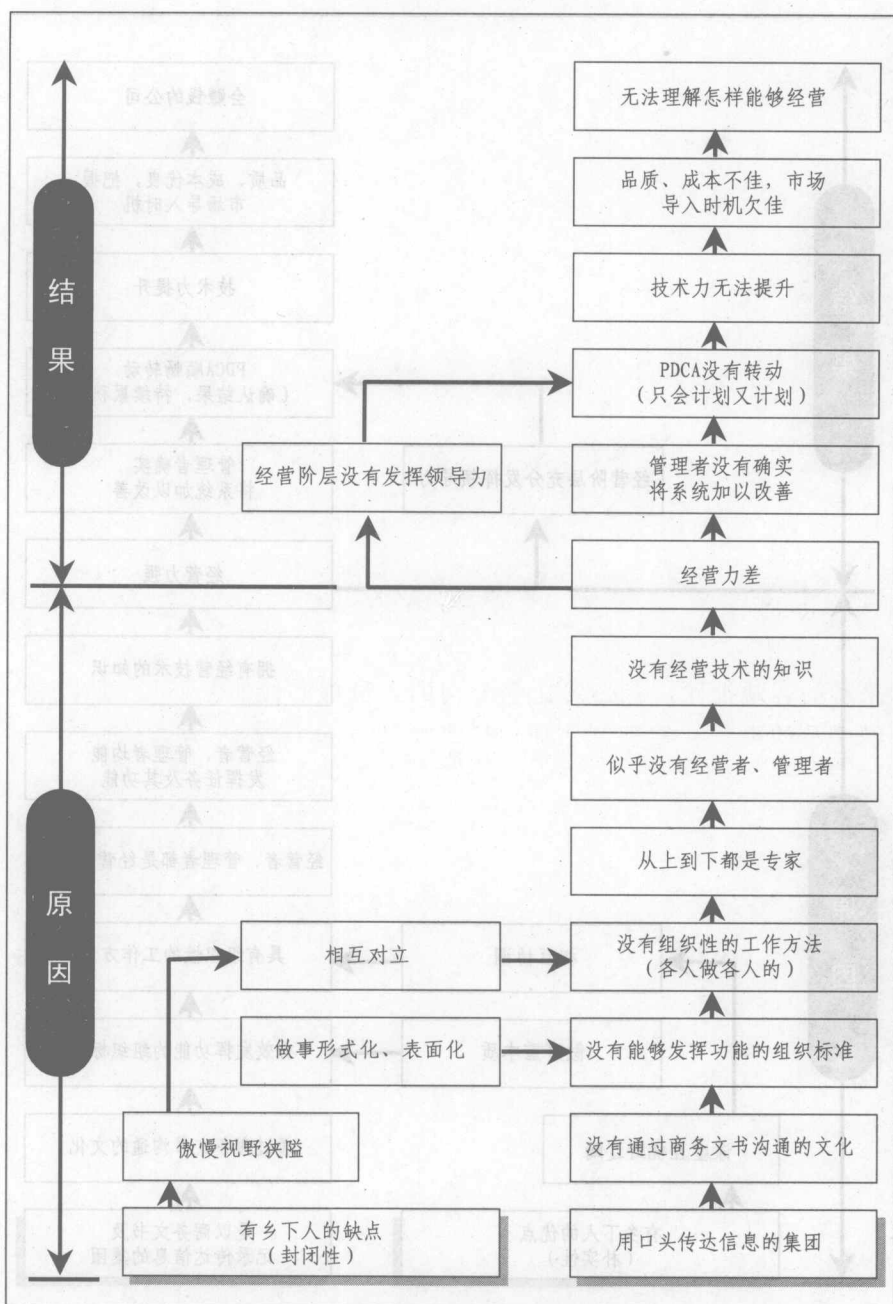 无法理解怎样能够经营
品质、成本不佳，市场
导入时机欠佳
技术力无法提升
PDCA没有转动
（只会计划又计划）
经营阶层没有发挥领导力
管理者没有确实
将系统加以改善
结
果
经营力差
没有经营技术的知识
似乎没有经营者、管理者
从上到下都是专家
原
因
相互对立
没有组织性的工作方法
（各人做各人的）
做事形式化、表面化
没有能够发挥功能的组织标准
傲慢视野狭隘
没有通过商务文书沟通的文化
有乡下人的缺点
（封闭性）
用口头传达信息的集团